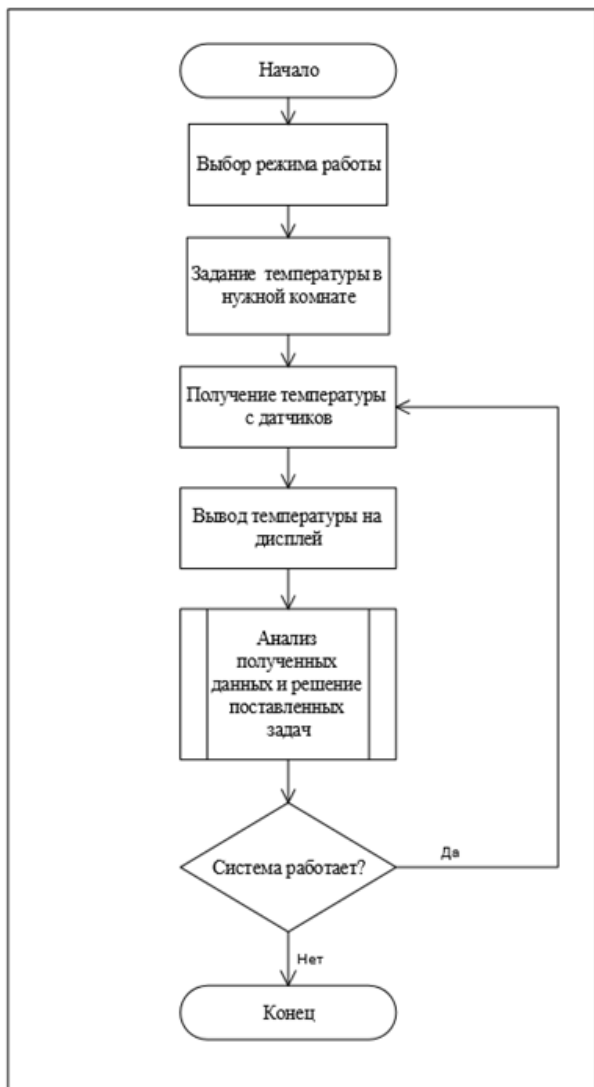 Начало
Выбор режима работы
Задание температуры в
нужной комнате
Получение температуры
с датчиков
Вывод температуры на
дисплей
Анализ
полученных
данных и решение
поставленных
задач
Система работает?
Да
Нет
Конец